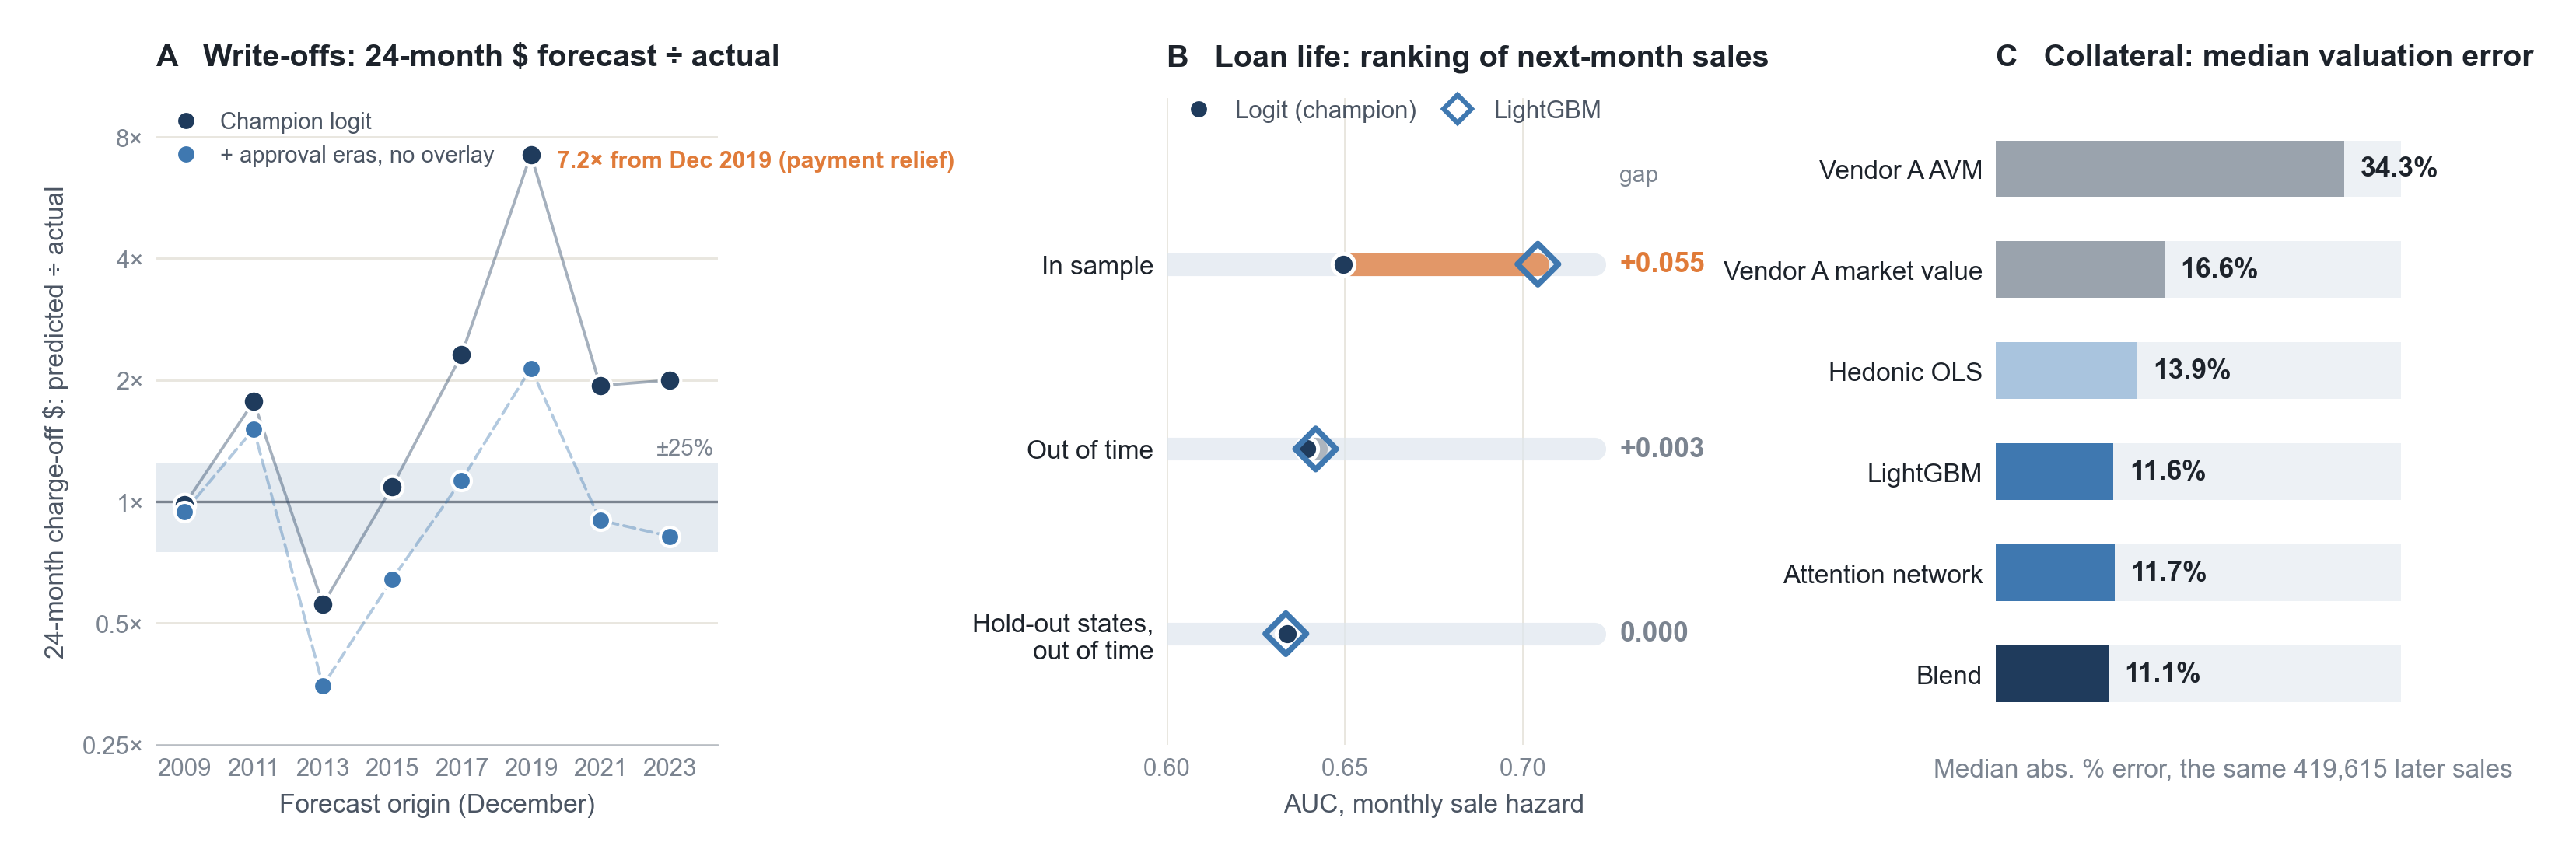 A Write-offs: 24-month $ forecast ÷ actual
Champion logit
+ approval eras, no overlay
7.2× from Dec 2019 (payment relief)
±25%
8×
4×
2×
1×
0.5×
0.25×
24-month charge-off $: predicted ÷ actual
2009 2011 2013 2015 2017 2019 2021 2023
Forecast origin (December)
B Loan life: ranking of next-month sales
Logit (champion) LightGBM
gap
In sample +0.055
Out of time +0.003
Hold-out states,
out of time
0.000
0.60 0.65 0.70
AUC, monthly sale hazard
C Collateral: median valuation error
Vendor A AVM 34.3%
Vendor A market value 16.6%
Hedonic OLS 13.9%
LightGBM 11.6%
Attention network 11.7%
Blend 11.1%
Median abs. % error, the same 419,615 later sales